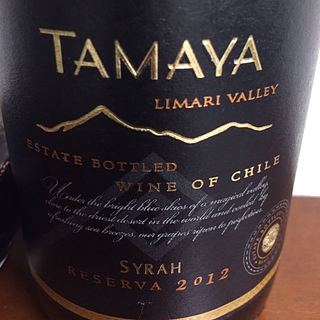 TAMAYA
LIMARI VALLEY
ESTATE BOTTLED
WINE OF CHILE
Under the bright blue skies of a magical valley,
close to the driest desert in the world and cooled by
refreshing sea breezes, our grapes ripen to perfection.
SYRAH
RESERVA 2012